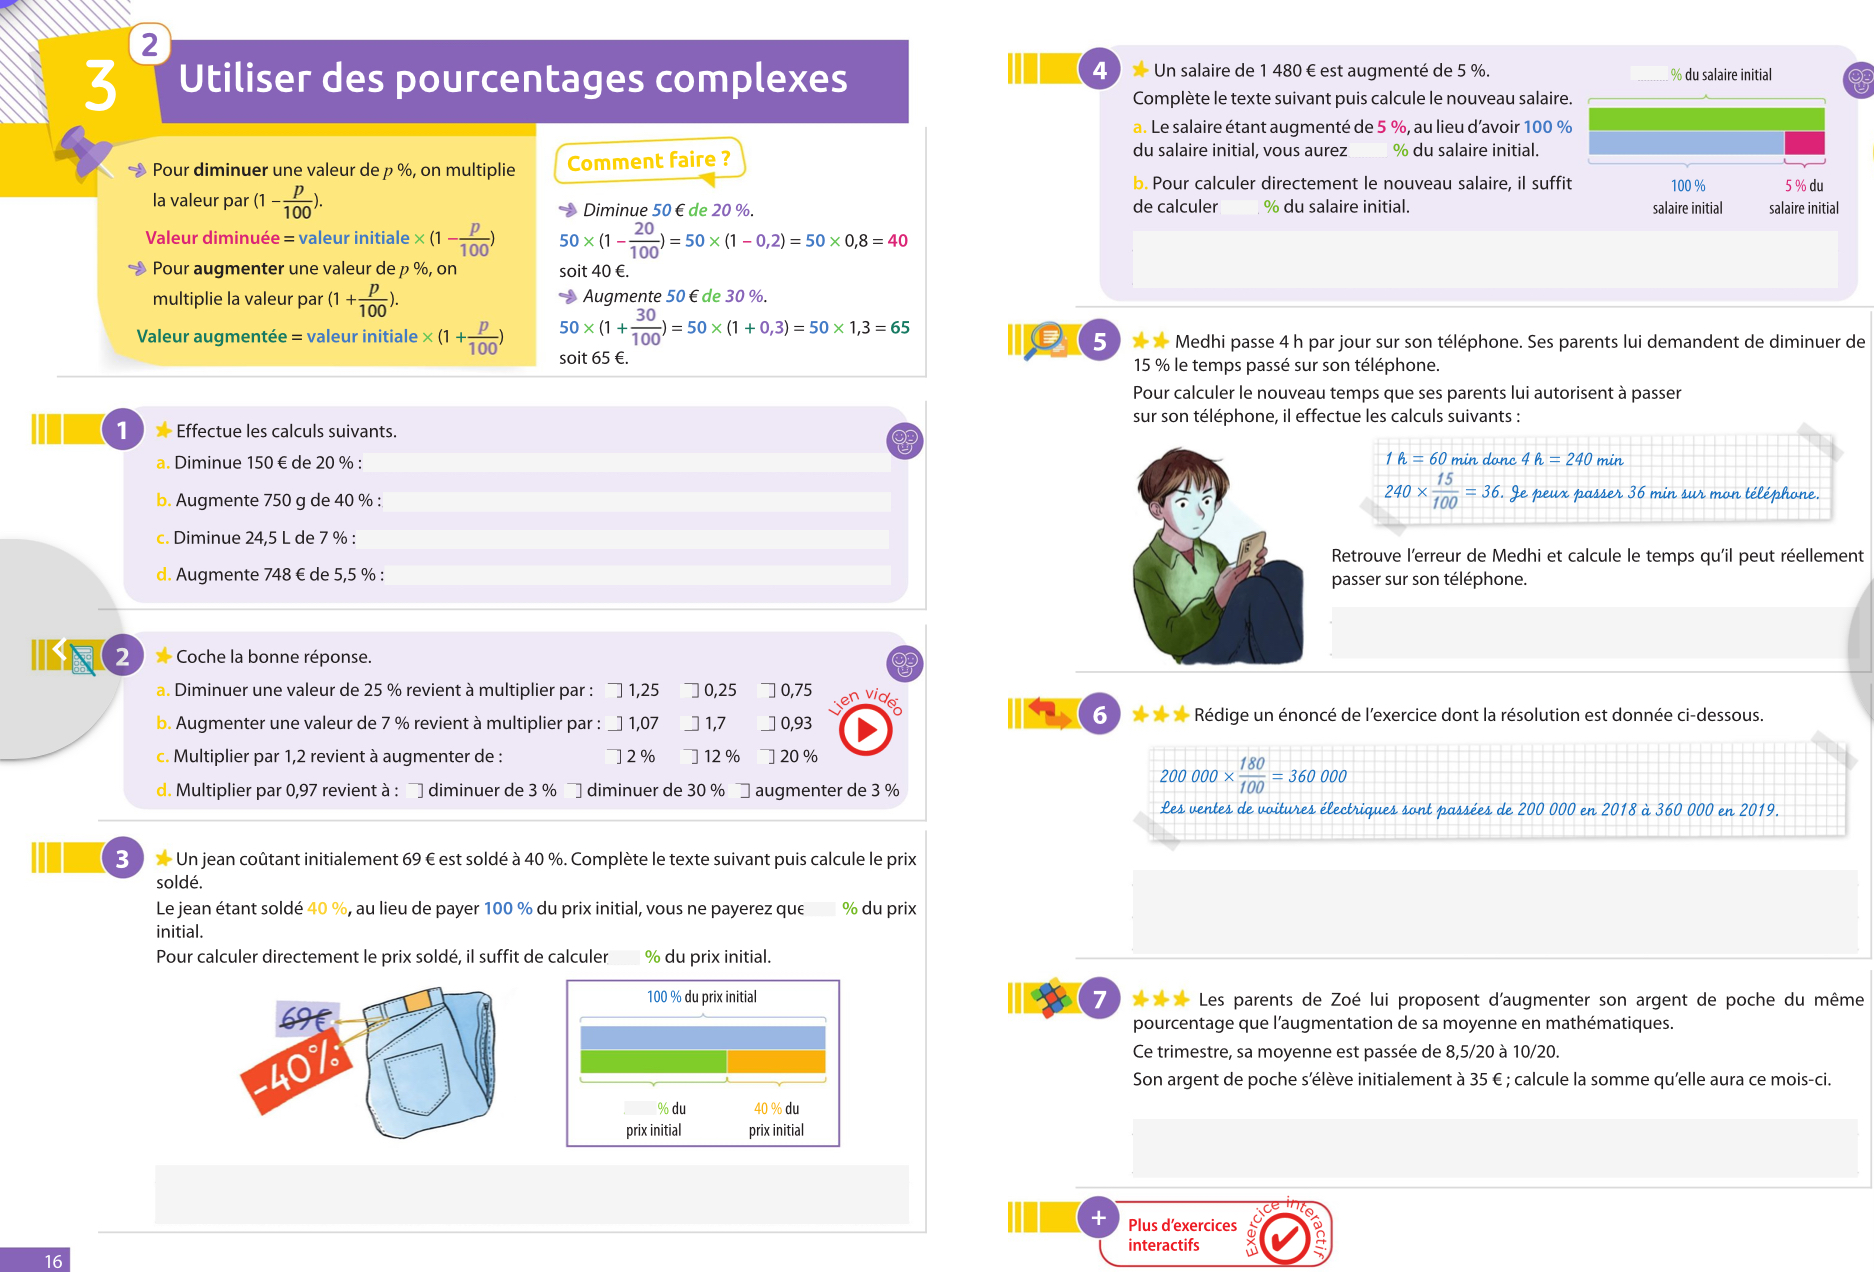 3
2
Utiliser des pourcentages complexes
Pour diminuer une valeur de p %, on multiplie
la valeur par (1 – p/100).
Valeur diminuée = valeur initiale × (1 – p/100)
Pour augmenter une valeur de p %, on
multiplie la valeur par (1 + p/100).
Valeur augmentée = valeur initiale × (1 + p/100)
Comment faire ?
Diminue 50 € de 20 %.
50 × (1 – 20/100) = 50 × (1 – 0,2) = 50 × 0,8 = 40
soit 40 €.
Augmente 50 € de 30 %.
50 × (1 + 30/100) = 50 × (1 + 0,3) = 50 × 1,3 = 65
soit 65 €.
1
Effectue les calculs suivants.
a. Diminue 150 € de 20 % :
b. Augmente 750 g de 40 % :
c. Diminue 24,5 L de 7 % :
d. Augmente 748 € de 5,5 % :
2
Coche la bonne réponse.
a. Diminuer une valeur de 25 % revient à multiplier par : 1,25 0,25 0,75
b. Augmenter une valeur de 7 % revient à multiplier par : 1,07 1,7 0,93
c. Multiplier par 1,2 revient à augmenter de : 2 % 12 % 20 %
d. Multiplier par 0,97 revient à : diminuer de 3 % diminuer de 30 % augmenter de 3 %
Lien vidéo
3
Un jean coûtant initialement 69 € est soldé à 40 %. Complète le texte suivant puis calcule le prix
soldé.
Le jean étant soldé 40 %, au lieu de payer 100 % du prix initial, vous ne payerez que % du prix
initial.
Pour calculer directement le prix soldé, il suffit de calculer % du prix initial.
69€
-40%
100 % du prix initial
% du
prix initial
40 % du
prix initial
16
4
Un salaire de 1 480 € est augmenté de 5 %.
Complète le texte suivant puis calcule le nouveau salaire.
a. Le salaire étant augmenté de 5 %, au lieu d'avoir 100 %
du salaire initial, vous aurez % du salaire initial.
b. Pour calculer directement le nouveau salaire, il suffit
de calculer % du salaire initial.
% du salaire initial
100 %
salaire initial
5 % du
salaire initial
5
Medhi passe 4 h par jour sur son téléphone. Ses parents lui demandent de diminuer de
15 % le temps passé sur son téléphone.
Pour calculer le nouveau temps que ses parents lui autorisent à passer
sur son téléphone, il effectue les calculs suivants :
1 h = 60 min donc 4 h = 240 min
240 × 15/100 = 36. Je peux passer 36 min sur mon téléphone.
Retrouve l'erreur de Medhi et calcule le temps qu'il peut réellement
passer sur son téléphone.
6
Rédige un énoncé de l'exercice dont la résolution est donnée ci-dessous.
200 000 × 180/100 = 360 000
Les ventes de voitures électriques sont passées de 200 000 en 2018 à 360 000 en 2019.
7
Les parents de Zoé lui proposent d'augmenter son argent de poche du même
pourcentage que l'augmentation de sa moyenne en mathématiques.
Ce trimestre, sa moyenne est passée de 8,5/20 à 10/20.
Son argent de poche s'élève initialement à 35 € ; calcule la somme qu'elle aura ce mois-ci.
+
Plus d'exercices
interactifs
Exercice interactif